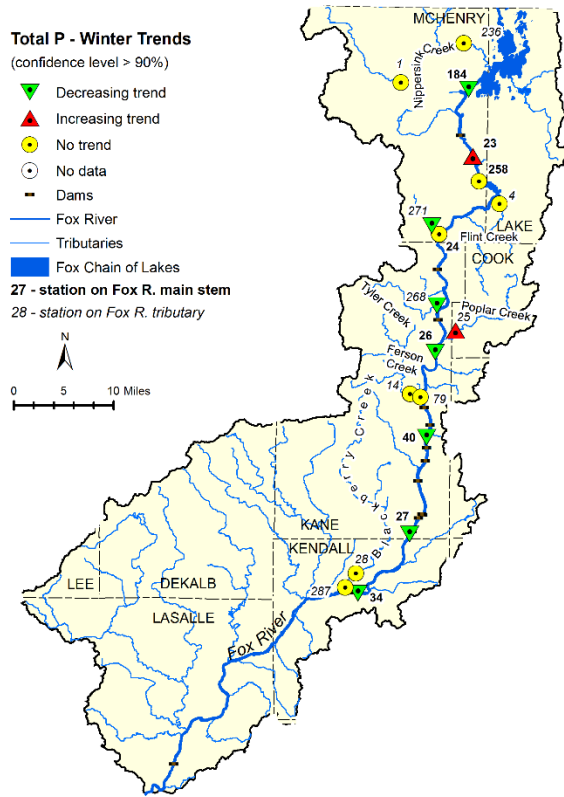 Total P - Winter Trends
(confidence level > 90%)
Decreasing trend
Increasing trend
No trend
No data
Dams
Fox River
Tributaries
Fox Chain of Lakes
27 - station on Fox R. main stem
28 - station on Fox R. tributary
N
0 5 10 Miles
MCHENRY
236
1
Nippersink Creek
184
23
258
4
271
LAKE
Flint Creek
24
COOK
268
Tyler Creek
Poplar Creek
25
26
Ferson Creek
14
79
Blackberry Creek
40
27
KANE
KENDALL
28
287
34
LEE
DEKALB
LASALLE
Fox River